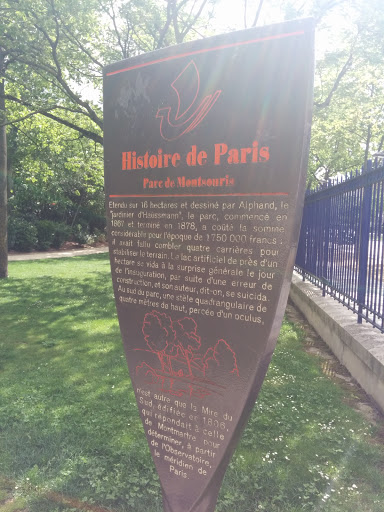 Histoire de Paris
Parc de Montsouris
Etendu sur 16 hectares et dessiné par Alphand, le
"jardinier d'Haussmann", le parc, commencé en
1867 et terminé en 1878, a coûté la somme
considérable pour l'époque de 1 750 000 francs :
il avait fallu combler quatre carrières pour
stabiliser le terrain. Le lac artificiel de près d'un
hectare se vida à la surprise générale le jour
de l'inauguration, par suite d'une erreur de
construction, et son auteur, dit-on, se suicida.
Au sud du parc, une stèle quadrangulaire de
quatre mètres de haut, percée d'un oculus,
n'est autre que la Mire du
Sud, édifiée en 1806,
qui répondait à celle
de Montmartre pour
déterminer, à partir
de l'Observatoire,
le méridien de
Paris